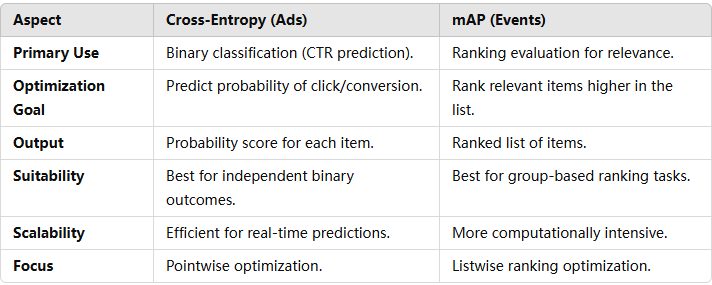 Aspect Cross-Entropy (Ads) mAP (Events)
Primary Use Binary classification (CTR prediction). Ranking evaluation for relevance.
Optimization Predict probability of click/conversion. Rank relevant items higher in the
Goal list.
Output Probability score for each item. Ranked list of items.
Suitability Best for independent binary Best for group-based ranking tasks.
outcomes.
Scalability Efficient for real-time predictions. More computationally intensive.
Focus Pointwise optimization. Listwise ranking optimization.